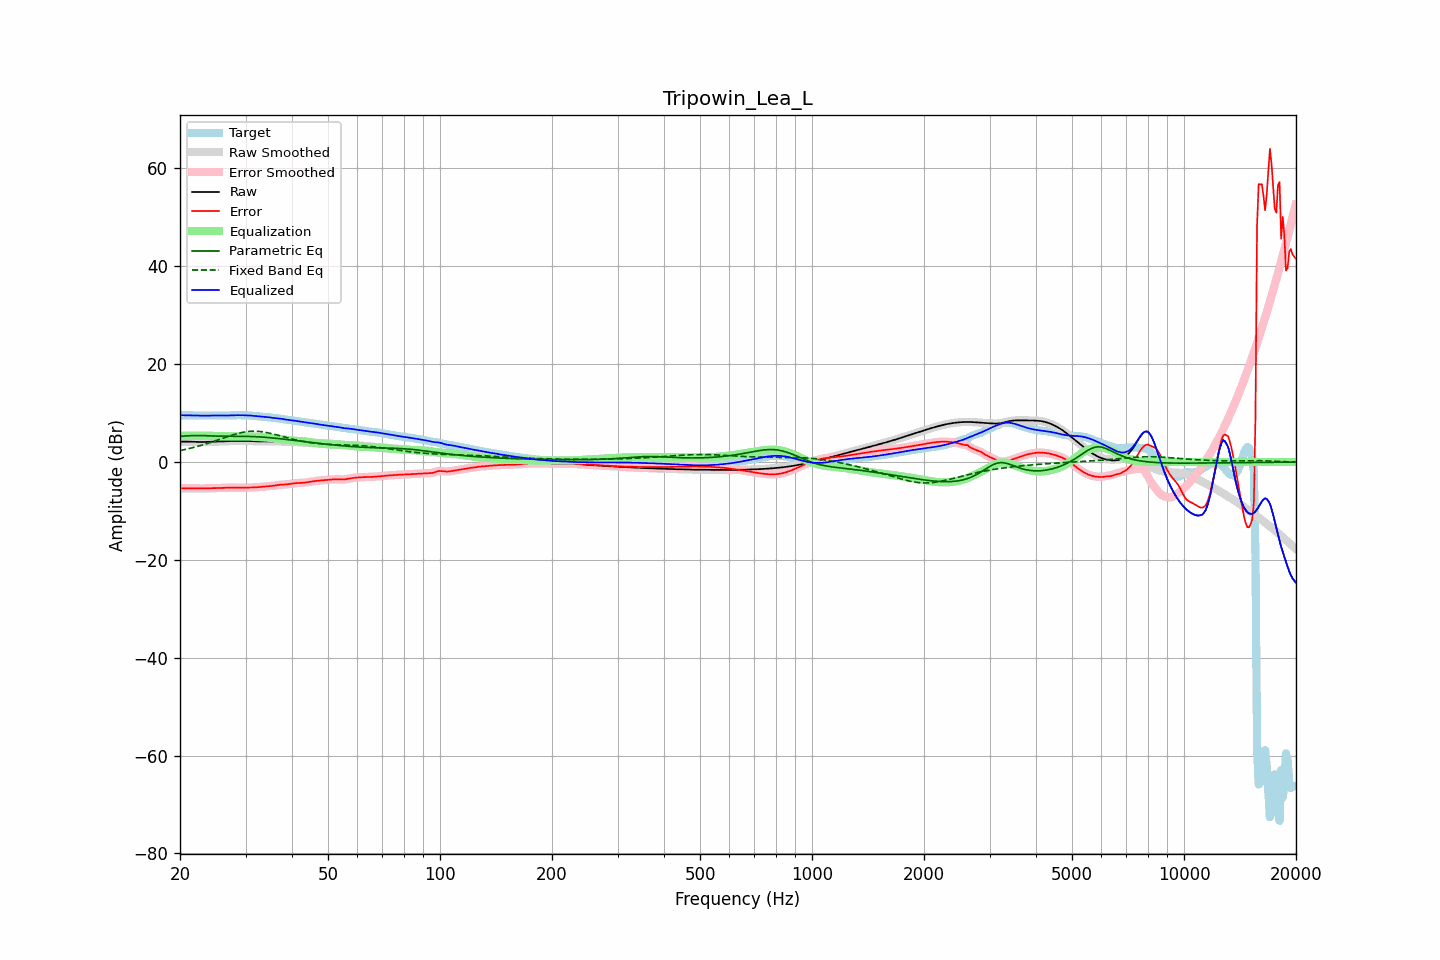 Tripowin_Lea_L
Target
Raw Smoothed
Error Smoothed
Raw
Error
Equalization
Parametric Eq
Fixed Band Eq
Equalized
60
40
20
0
−20
−40
−60
−80
Amplitude (dBr)
20 50 100 200 500 1000 2000 5000 10000 20000
Frequency (Hz)